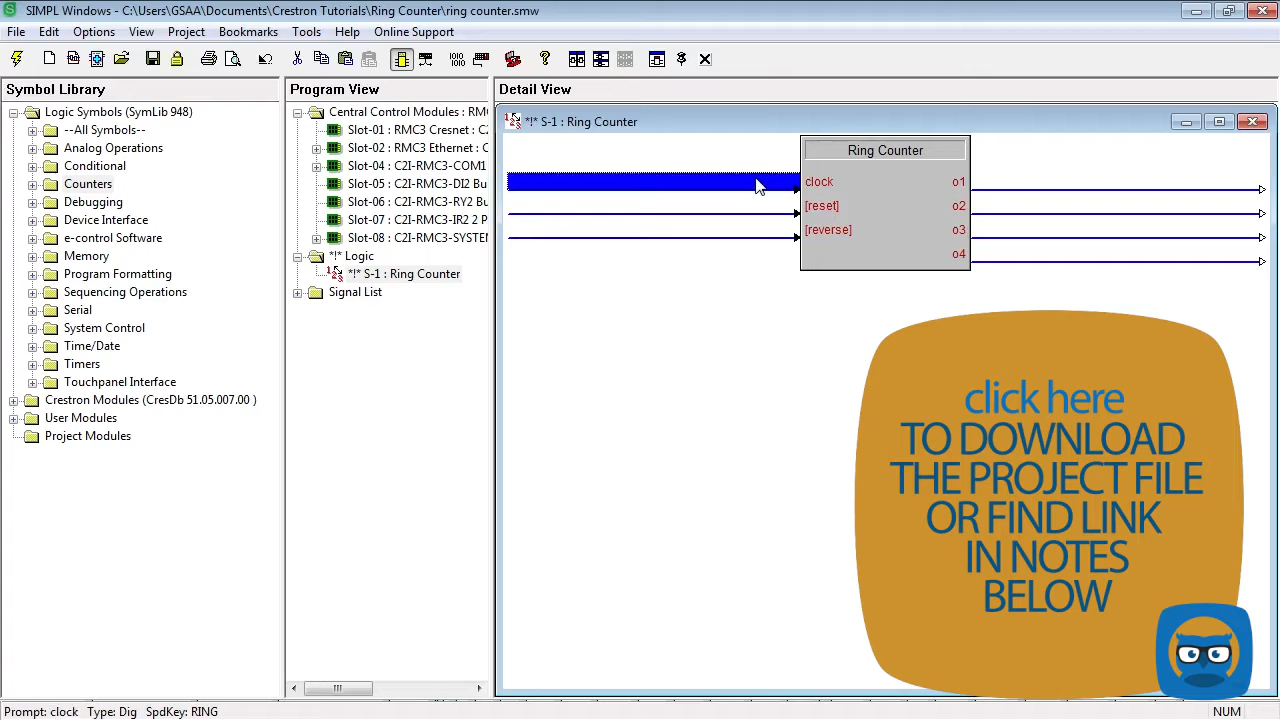 SIMPL Windows - C:\Users\GSAA\Documents\Crestron Tutorials\Ring Counter\ring counter.smw
File Edit Options View Project Bookmarks Tools Help Online Support
Symbol Library
Logic Symbols (SymLib 948)
--All Symbols--
Analog Operations
Conditional
Counters
Debugging
Device Interface
e-control Software
Memory
Program Formatting
Sequencing Operations
Serial
System Control
Time/Date
Timers
Touchpanel Interface
Crestron Modules (CresDb 51.05.007.00 )
User Modules
Project Modules
Program View
Central Control Modules : RMC
Slot-01 : RMC3 Cresnet : C2
Slot-02 : RMC3 Ethernet : C
Slot-04 : C2I-RMC3-COM1
Slot-05 : C2I-RMC3-DI2 Bu
Slot-06 : C2I-RMC3-RY2 Bu
Slot-07 : C2I-RMC3-IR2 2 P
Slot-08 : C2I-RMC3-SYSTEM
*!* Logic
*!* S-1 : Ring Counter
Signal List
Detail View
*!* S-1 : Ring Counter
Ring Counter
clock o1
[reset] o2
[reverse] o3
o4
click here
TO DOWNLOAD
THE PROJECT FILE
OR FIND LINK
IN NOTES
BELOW
Prompt: clock Type: Dig SpdKey: RING
NUM